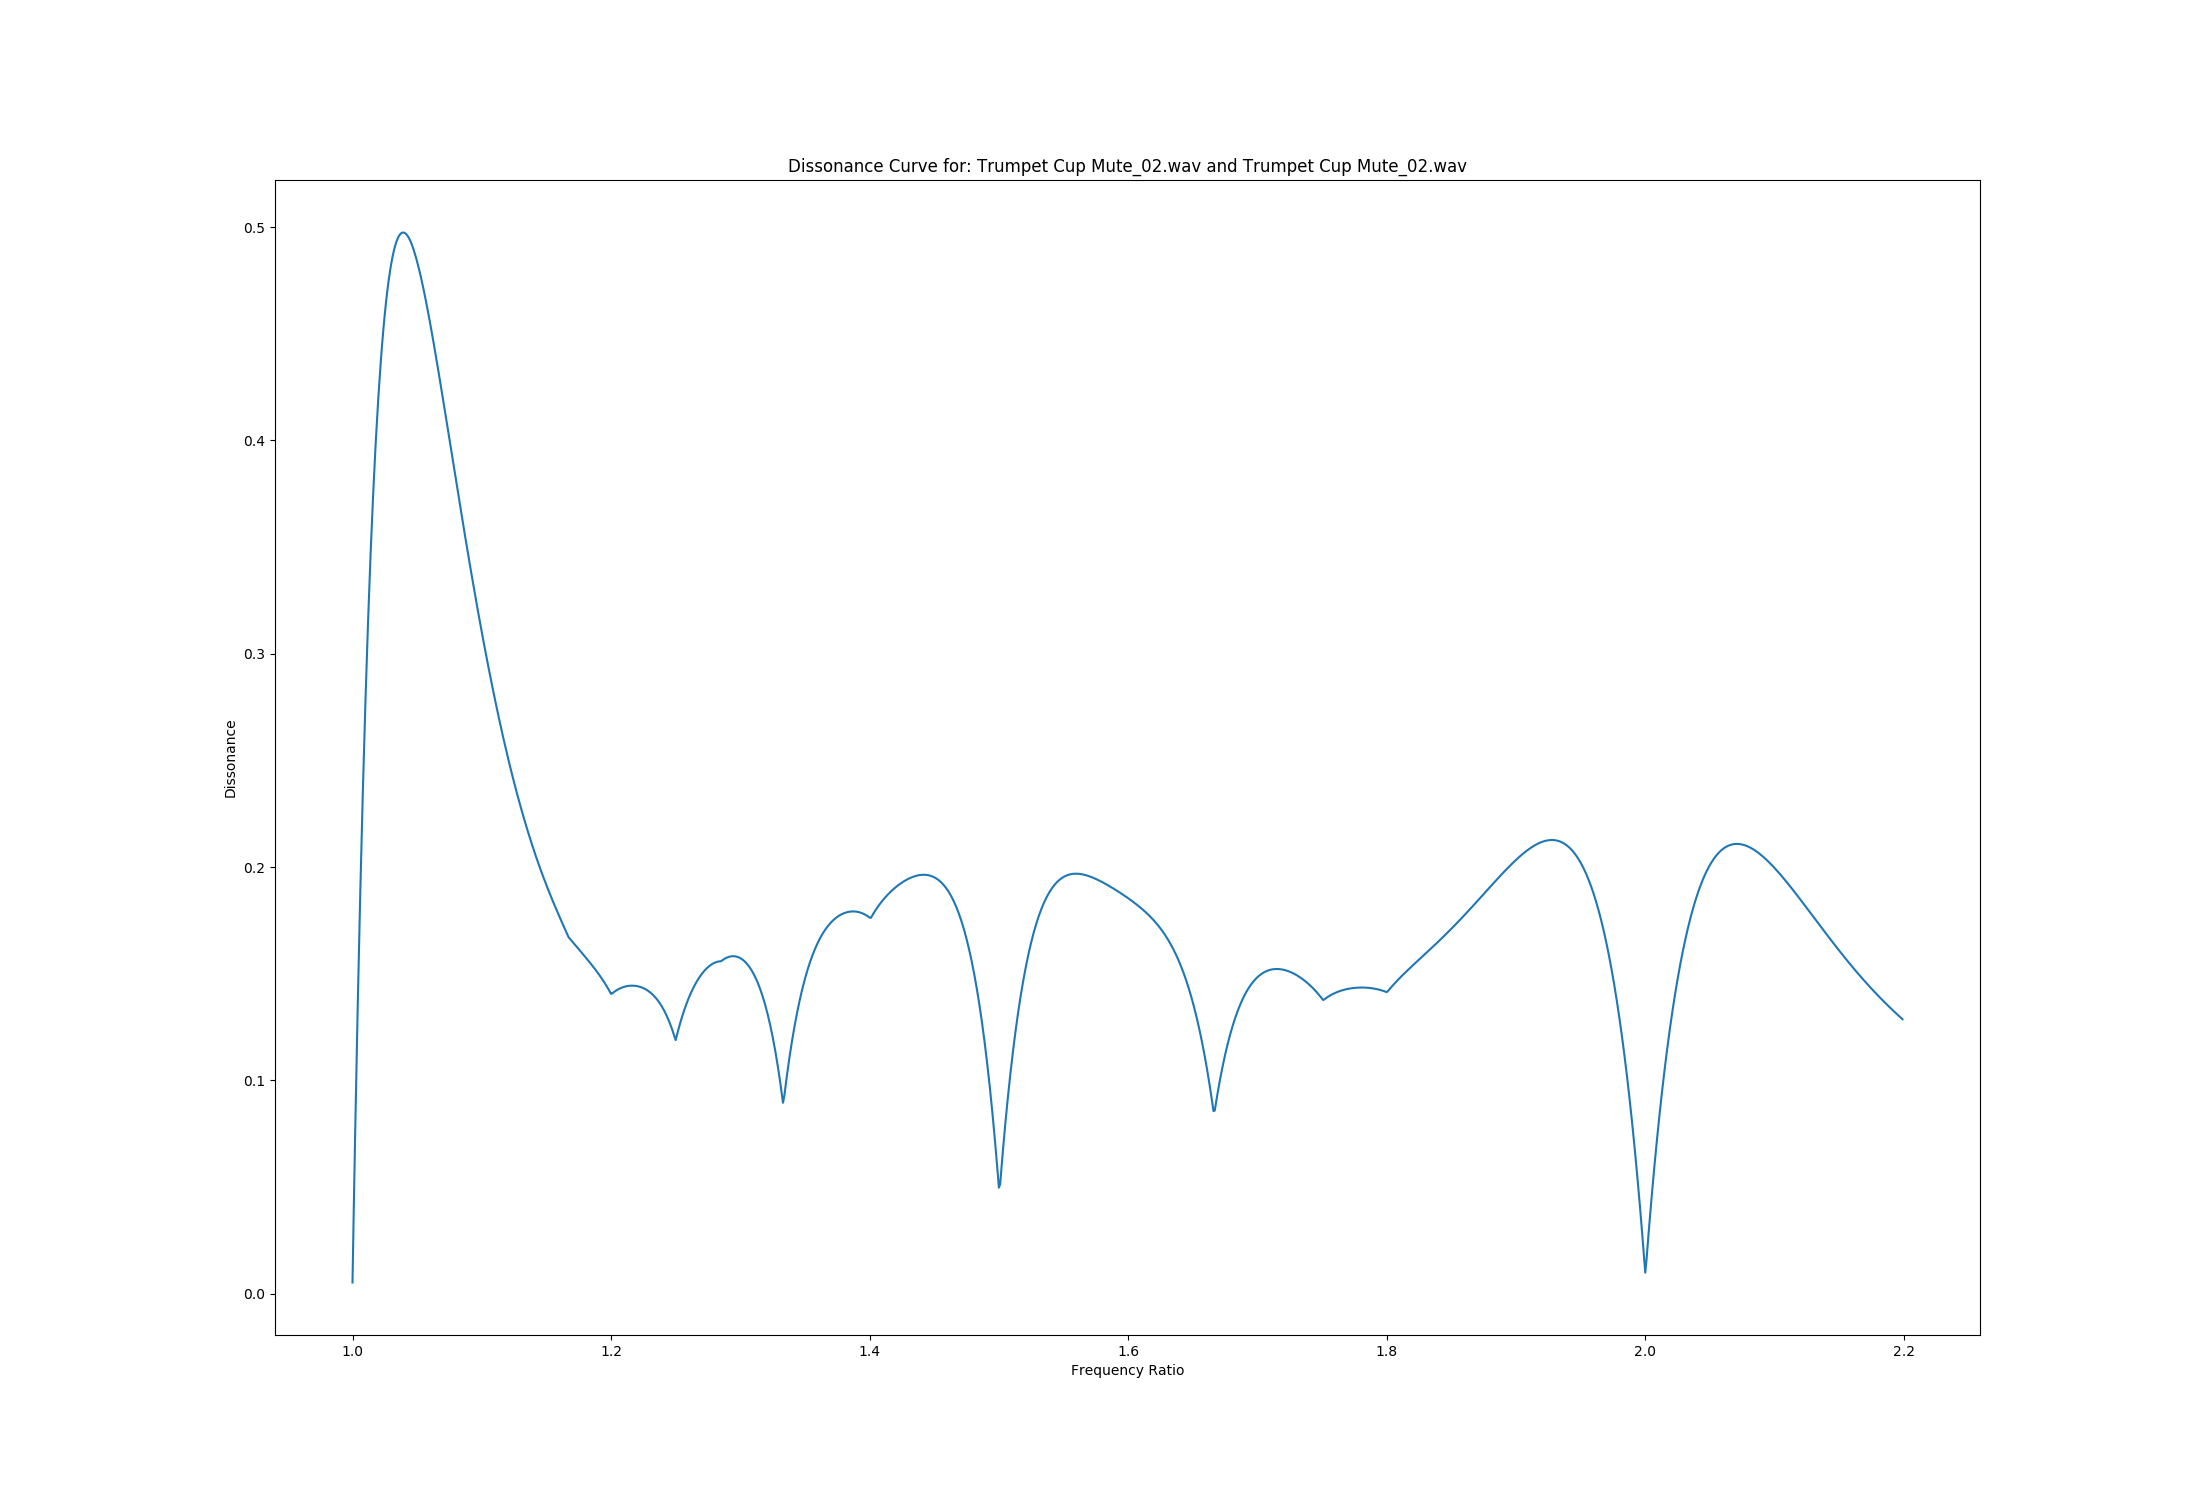 Dissonance Curve for: Trumpet Cup Mute_02.wav and Trumpet Cup Mute_02.wav
0.5
0.4
0.3
0.2
0.1
0.0
Dissonance
1.0 1.2 1.4 1.6 1.8 2.0 2.2
Frequency Ratio